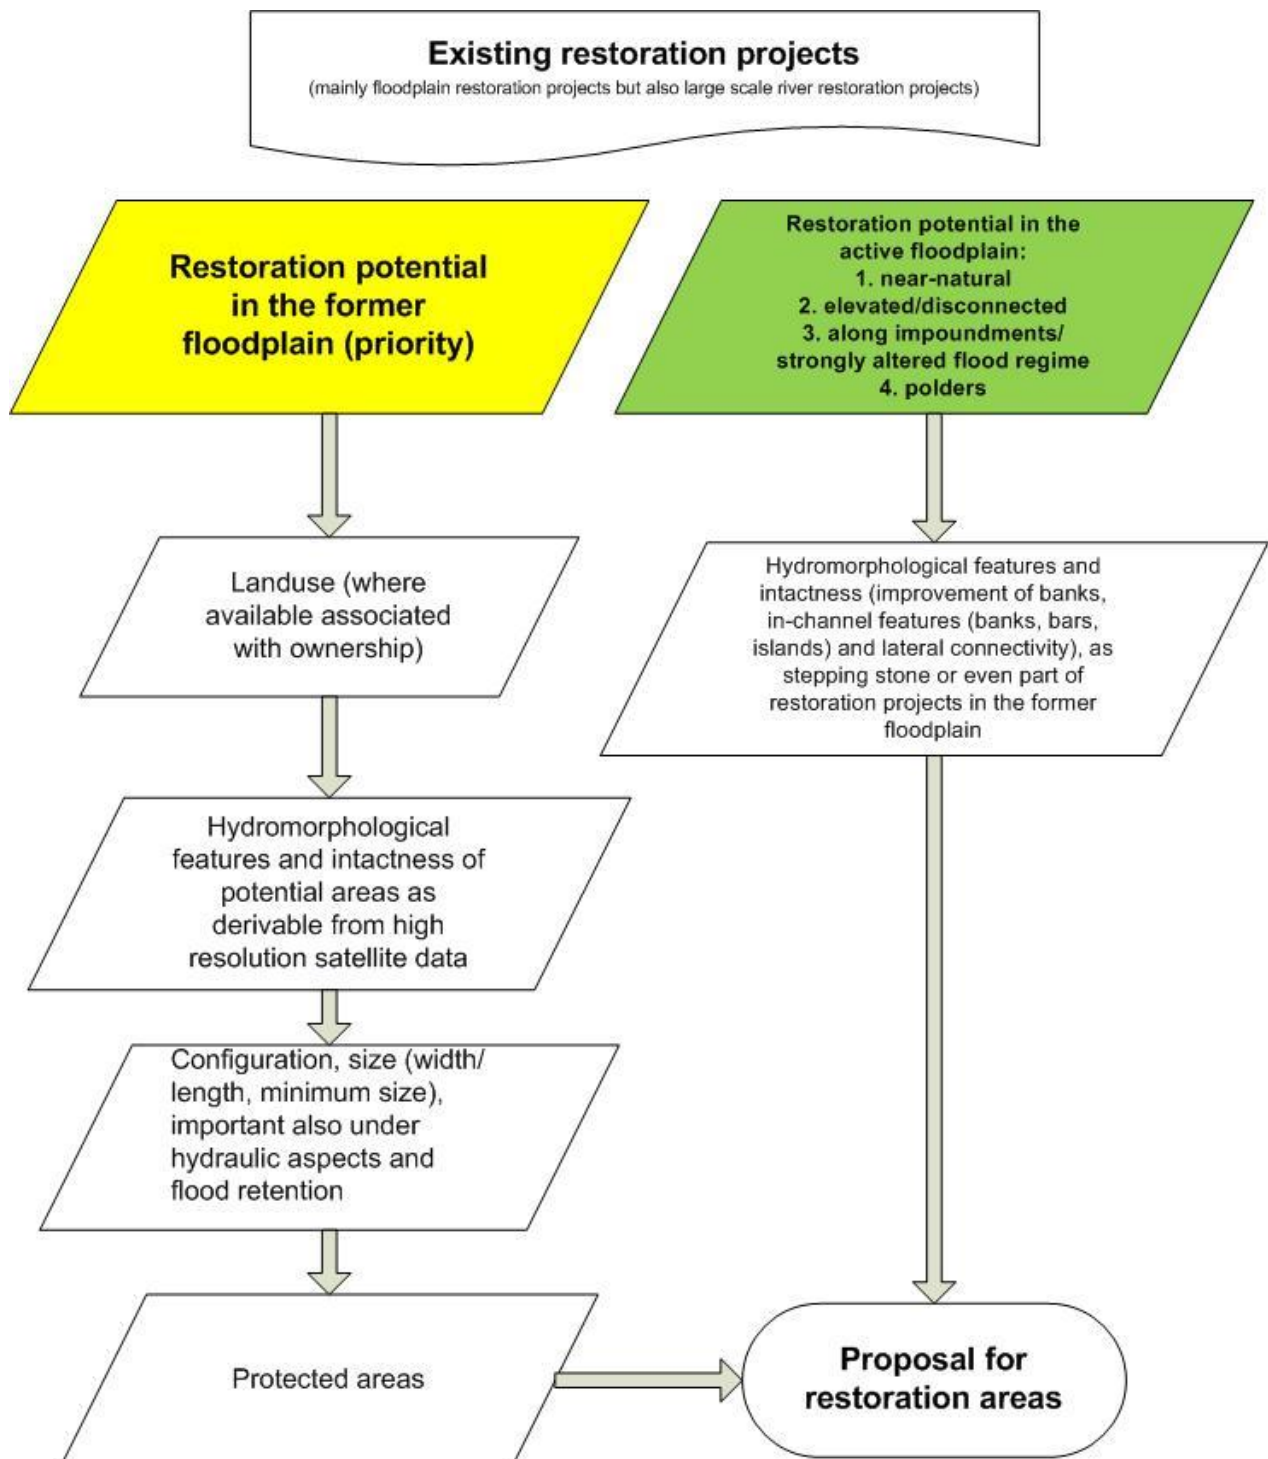 Existing restoration projects
(mainly floodplain restoration projects but also large scale river restoration projects)
Restoration potential
in the former
floodplain (priority)
Restoration potential in the
active floodplain:
1. near-natural
2. elevated/disconnected
3. along impoundments/
strongly altered flood regime
4. polders
Landuse (where
available associated
with ownership)
Hydromorphological features and
intactness (improvement of banks,
in-channel features (banks, bars,
islands) and lateral connectivity), as
stepping stone or even part of
restoration projects in the former
floodplain
Hydromorphological
features and intactness of
potential areas as
derivable from high
resolution satellite data
Configuration, size (width/
length, minimum size),
important also under
hydraulic aspects and
flood retention
Protected areas
Proposal for
restoration areas